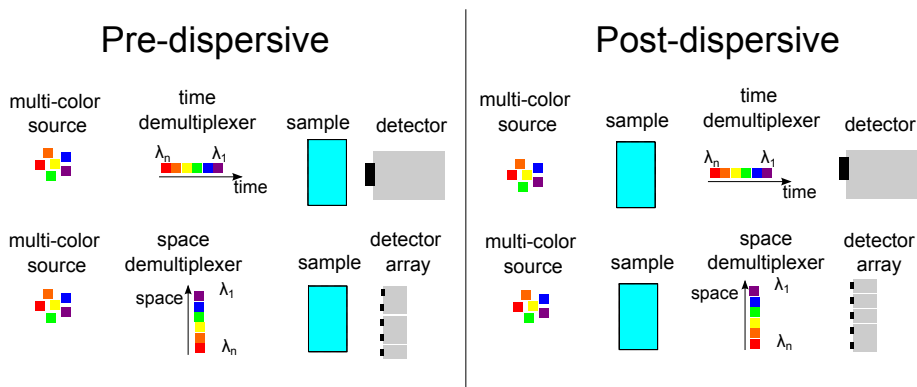 Pre-dispersive
multi-color
source
time
demultiplexer
λn
λ1
time
sample
detector
multi-color
source
space
demultiplexer
space
λ1
λn
sample
detector
array
Post-dispersive
multi-color
source
sample
time
demultiplexer
λn
λ1
time
detector
multi-color
source
sample
space
demultiplexer
space
λ1
λn
detector
array